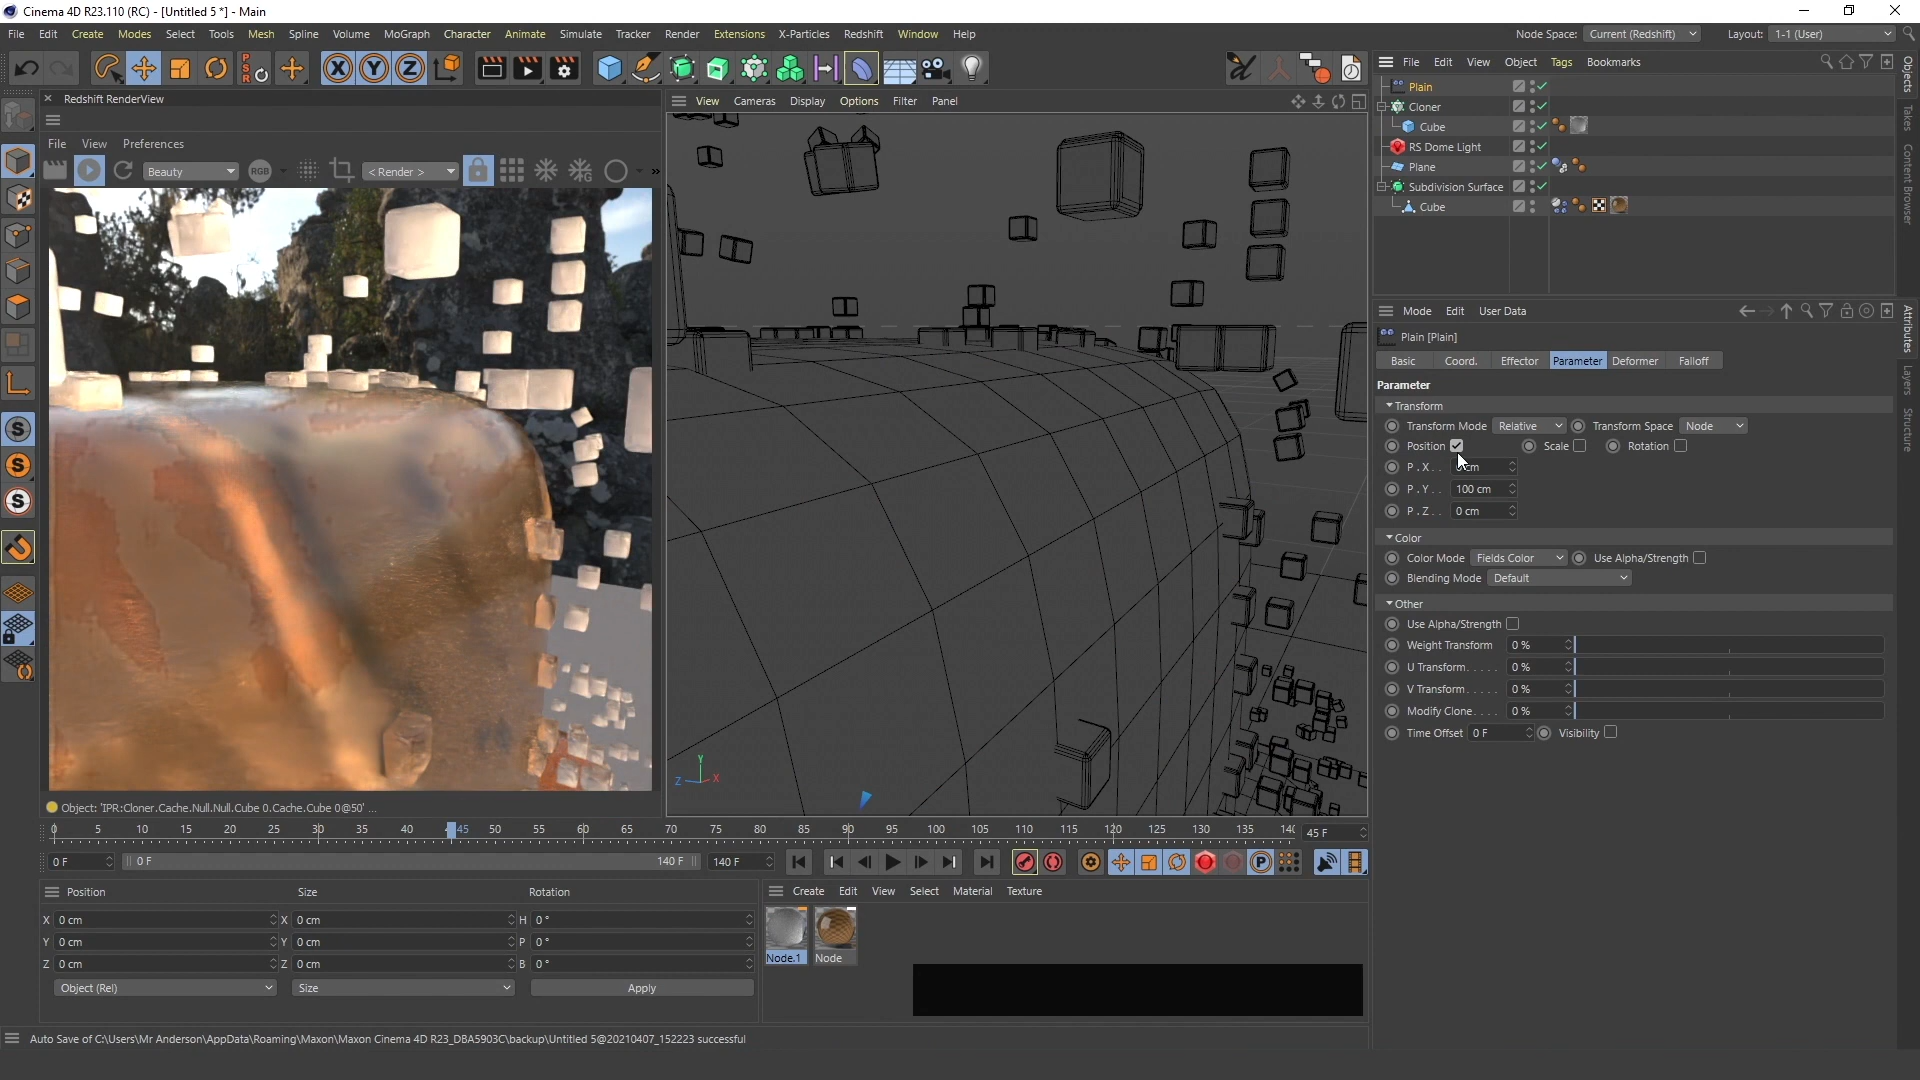 Cinema 4D R23.110 (RC) - [Untitled 5 *] - Main
File Edit Create Modes Select Tools Mesh Spline Volume MoGraph Character Animate Simulate Tracker Render Extensions X-Particles Redshift Window Help
Node Space: Current (Redshift) Layout: 1-1 (User)
Redshift RenderView
File View Preferences
Beauty RGB < Render > »
View Cameras Display Options Filter Panel
File Edit View Object Tags Bookmarks
Plain
Cloner
Cube
RS Dome Light
Plane
Subdivision Surface
Cube
Objects
Takes
Content Browser
Mode Edit User Data
Plain [Plain]
Basic Coord. Effector Parameter Deformer Falloff
Parameter
Transform
Transform Mode Relative Transform Space Node
Position Scale Rotation
P . X . . cm
P . Y . . 100 cm
P . Z . . 0 cm
Color
Color Mode Fields Color Use Alpha/Strength
Blending Mode Default
Other
Use Alpha/Strength
Weight Transform 0 %
U Transform . . . . . 0 %
V Transform . . . . . 0 %
Modify Clone . . . . 0 %
Time Offset 0 F Visibility
Attributes
Layers
Structure
Y
Z X
Object: 'IPR:Cloner.Cache.Null.Null.Cube 0.Cache.Cube 0@50' ...
0 5 10 15 20 25 30 35 40 45 50 55 60 65 70 75 80 85 90 95 100 105 110 115 120 125 130 135 140 45 F
0 F 0 F 140 F 140 F
Position Size Rotation
X 0 cm X 0 cm H 0 °
Y 0 cm Y 0 cm P 0 °
Z 0 cm Z 0 cm B 0 °
Object (Rel) Size Apply
Create Edit View Select Material Texture
Node.1 Node
Auto Save of C:\Users\Mr Anderson\AppData\Roaming\Maxon\Maxon Cinema 4D R23_DBA5903C\backup\Untitled 5@20210407_152223 successful